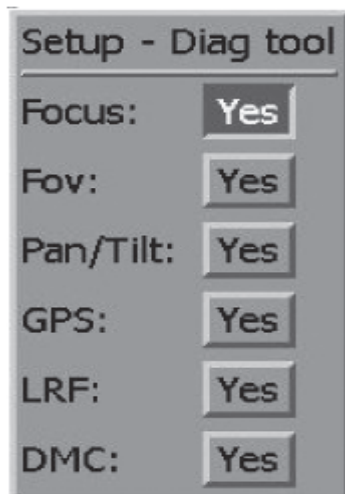 Setup - Diag tool
Focus: Yes
Fov: Yes
Pan/Tilt: Yes
GPS: Yes
LRF: Yes
DMC: Yes